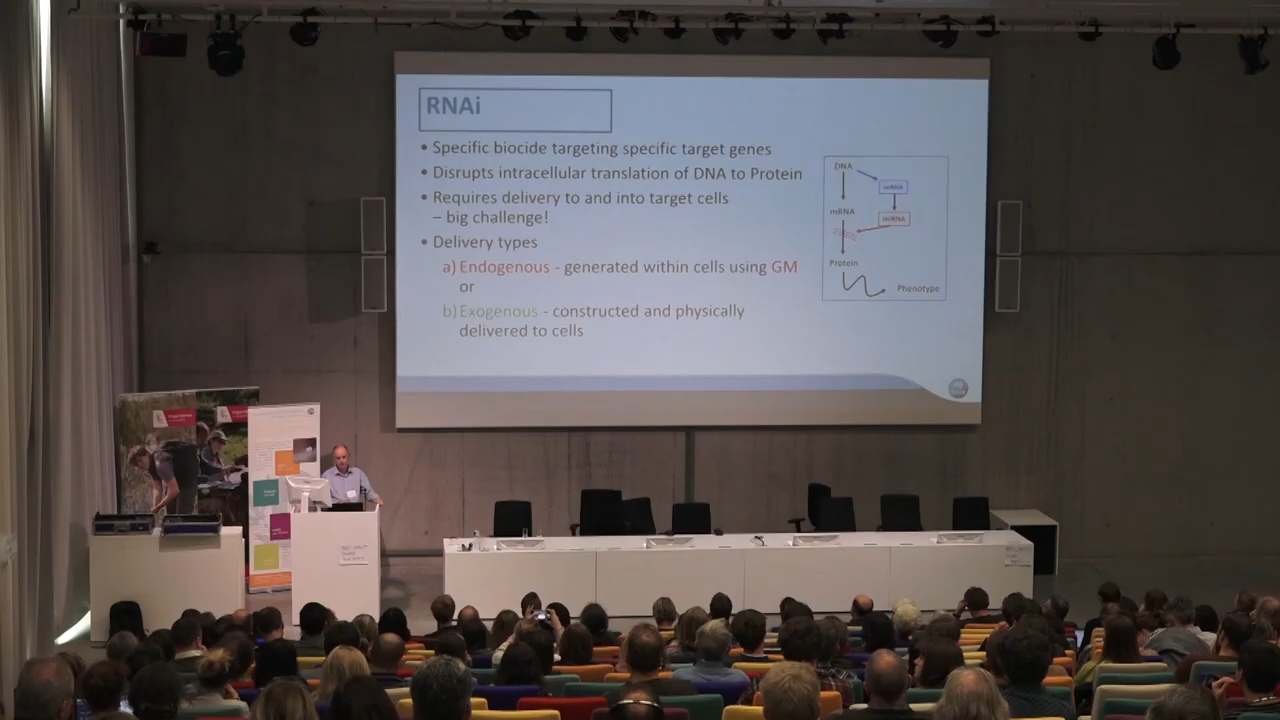 RNAi
• Specific biocide targeting specific target genes
• Disrupts intracellular translation of DNA to Protein
• Requires delivery to and into target cells
– big challenge!
• Delivery types
a) Endogenous - generated within cells using GM
or
b) Exogenous - constructed and physically
delivered to cells
DNA
mRNA
miRNA
Protein
Phenotype